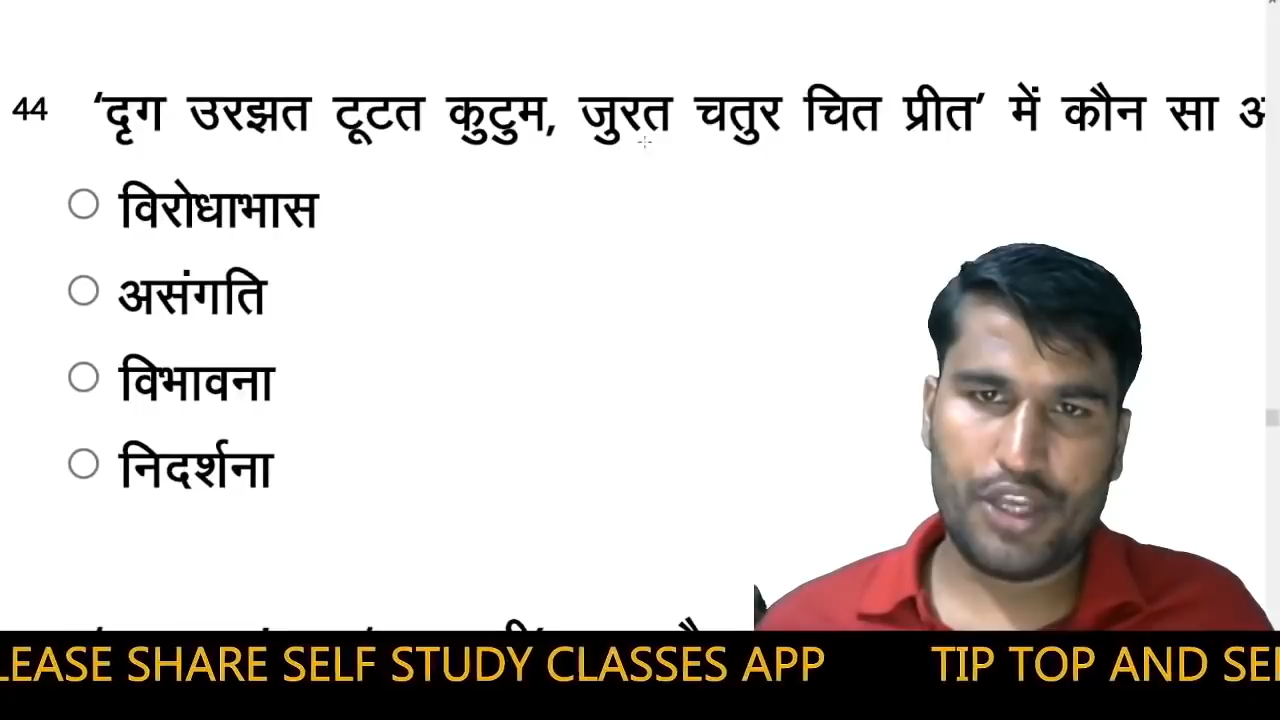 44 ‘दृग उरझत टूटत कुटुम, जुरत चतुर चित प्रीत’ में कौन सा
विरोधाभास
असंगति
विभावना
निदर्शना
LEASE SHARE SELF STUDY CLASSES APP TIP TOP AND SE